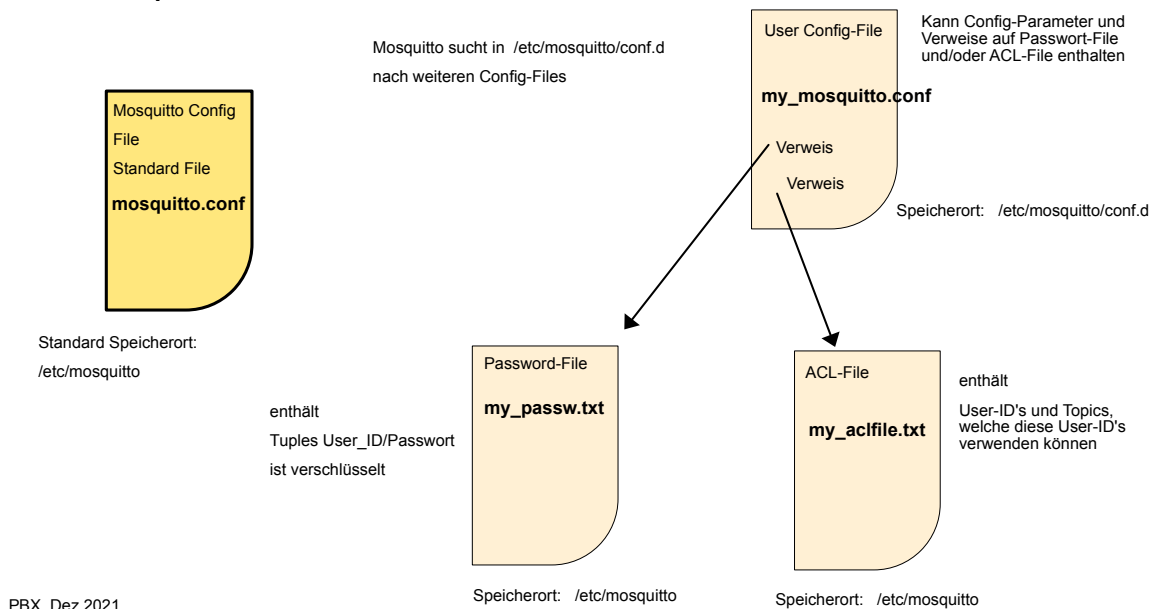 Mosquitto sucht in /etc/mosquitto/conf.d
nach weiteren Config-Files
User Config-File
my_mosquitto.conf
Verweis
Verweis
Kann Config-Parameter und
Verweise auf Passwort-File
und/oder ACL-File enthalten
Speicherort: /etc/mosquitto/conf.d
Mosquitto Config
File
Standard File
mosquitto.conf
Standard Speicherort:
/etc/mosquitto
enthält
Tuples User_ID/Passwort
ist verschlüsselt
Password-File
my_passw.txt
Speicherort: /etc/mosquitto
ACL-File
my_aclfile.txt
enthält
User-ID's und Topics,
welche diese User-ID's
verwenden können
Speicherort: /etc/mosquitto
PBX Dez 2021